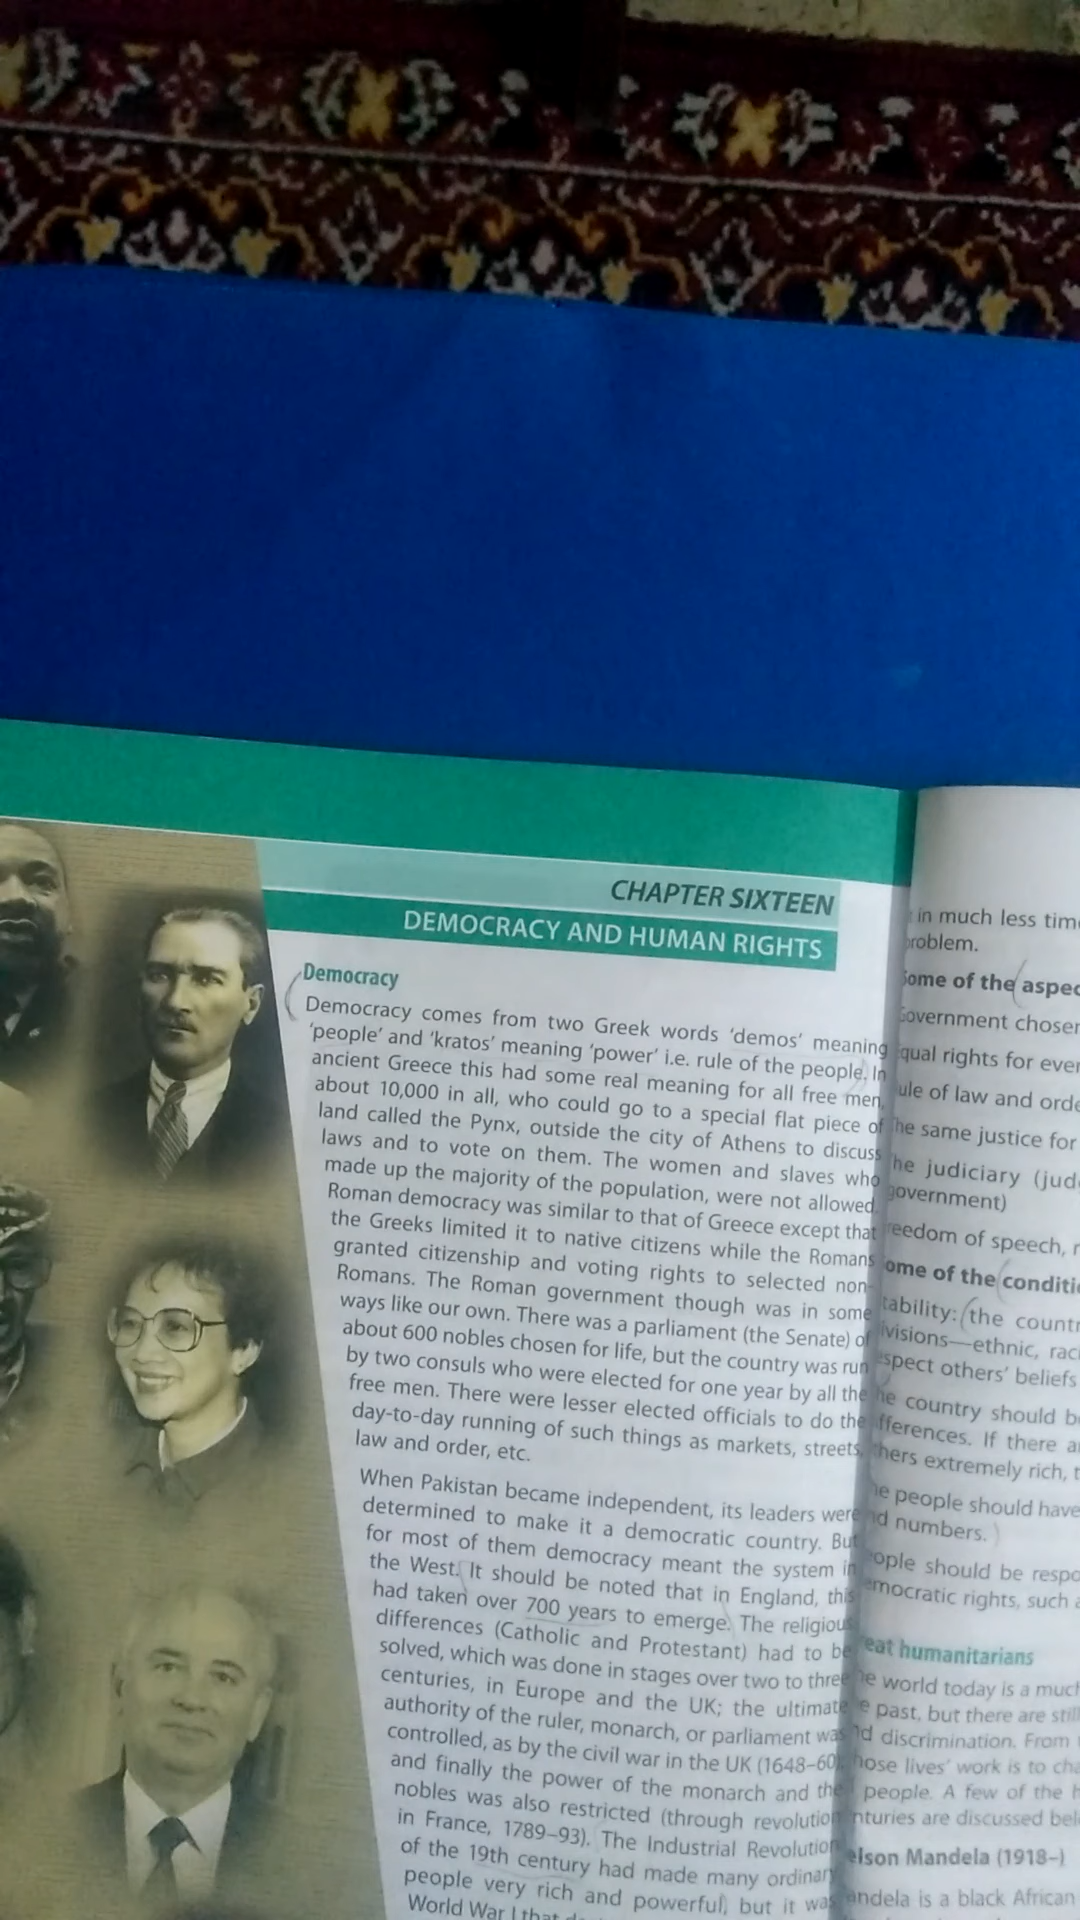 CHAPTER SIXTEEN
DEMOCRACY AND HUMAN RIGHTS
Democracy
Democracy comes from two Greek words 'demos' meaning
'people' and 'kratos' meaning 'power' i.e. rule of the people. In
ancient Greece this had some real meaning for all free men,
about 10,000 in all, who could go to a special flat piece of
land called the Pynx, outside the city of Athens to discuss
laws and to vote on them. The women and slaves who
made up the majority of the population, were not allowed.
Roman democracy was similar to that of Greece except that
the Greeks limited it to native citizens while the Romans
granted citizenship and voting rights to selected non-
Romans. The Roman government though was in some
ways like our own. There was a parliament (the Senate) of
about 600 nobles chosen for life, but the country was run
by two consuls who were elected for one year by all the
free men. There were lesser elected officials to do the
day-to-day running of such things as markets, streets,
law and order, etc.
When Pakistan became independent, its leaders were
determined to make it a democratic country. But
for most of them democracy meant the system in
the West. It should be noted that in England, this
had taken over 700 years to emerge. The religious
differences (Catholic and Protestant) had to be
solved, which was done in stages over two to three
centuries, in Europe and the UK; the ultimate
authority of the ruler, monarch, or parliament was
controlled, as by the civil war in the UK (1648–60);
and finally the power of the monarch and the
nobles was also restricted (through revolution
in France, 1789–93). The Industrial Revolution
of the 19th century had made many ordinary
people very rich and powerful, but it was
World War I that
in much less time
roblem.
ome of the aspec
overnment chosen
qual rights for ever
ule of law and orde
he same justice for
he judiciary (jud
government)
eedom of speech, r
ome of the conditio
tability: (the countr
ivisions—ethnic, rac
spect others' beliefs
he country should be
fferences. If there a
thers extremely rich, t
he people should have
nd numbers.
ople should be respo
emocratic rights, such a
eat humanitarians
e world today is a much
e past, but there are still
nd discrimination. From
hose lives' work is to cha
people. A few of the h
nturies are discussed bel
elson Mandela (1918–)
andela is a black African